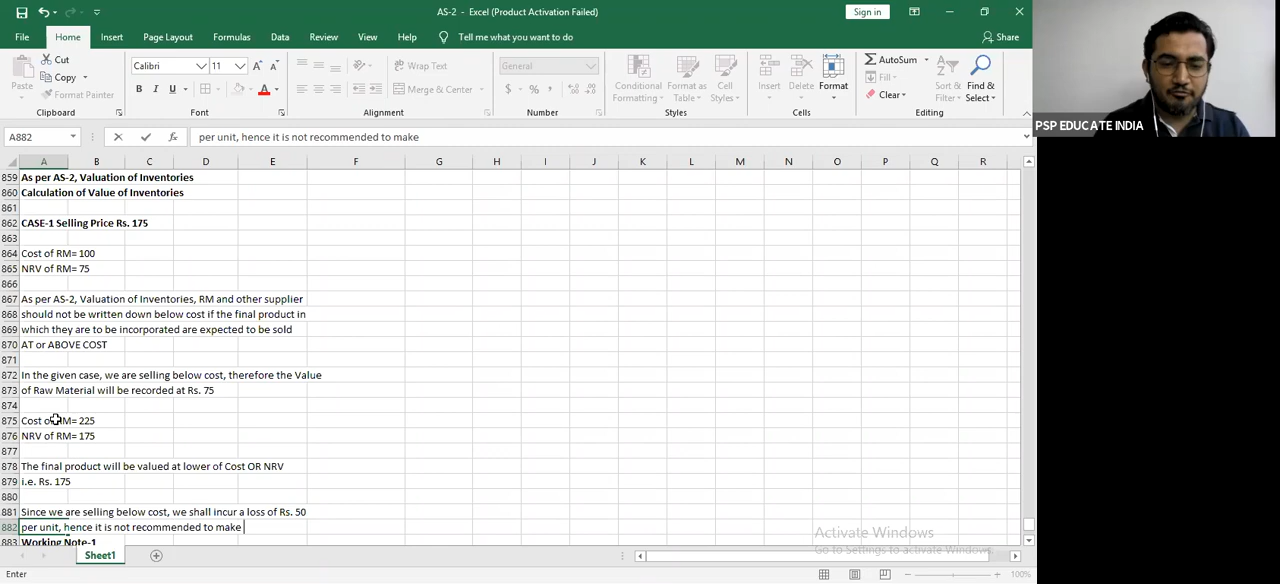 AS-2 - Excel (Product Activation Failed)
Sign in
File Home Insert Page Layout Formulas Data Review View Help Tell me what you want to do
Share
Paste
Cut
Copy
Format Painter
Clipboard
Calibri 11
B I U
Font
Wrap Text
Merge & Center
Alignment
General
$ % ,
Number
Conditional Formatting
Format as Table
Cell Styles
Styles
Insert Delete Format
Cells
AutoSum
Fill
Clear
Sort & Filter
Find & Select
Editing
PSP EDUCATE INDIA
A882 fx per unit, hence it is not recommended to make
A B C D E F G H I J K L M N O P Q R
859 As per AS-2, Valuation of Inventories
860 Calculation of Value of Inventories
861
862 CASE-1 Selling Price Rs. 175
863
864 Cost of RM= 100
865 NRV of RM= 75
866
867 As per AS-2, Valuation of Inventories, RM and other supplier
868 should not be written down below cost if the final product in
869 which they are to be incorporated are expected to be sold
870 AT or ABOVE COST
871
872 In the given case, we are selling below cost, therefore the Value
873 of Raw Material will be recorded at Rs. 75
874
875 Cost of RM= 225
876 NRV of RM= 175
877
878 The final product will be valued at lower of Cost OR NRV
879 i.e. Rs. 175
880
881 Since we are selling below cost, we shall incur a loss of Rs. 50
882 per unit, hence it is not recommended to make
883 Working Note-1
Activate Windows
Go to Settings to activate Windows.
Sheet1
Enter
100%